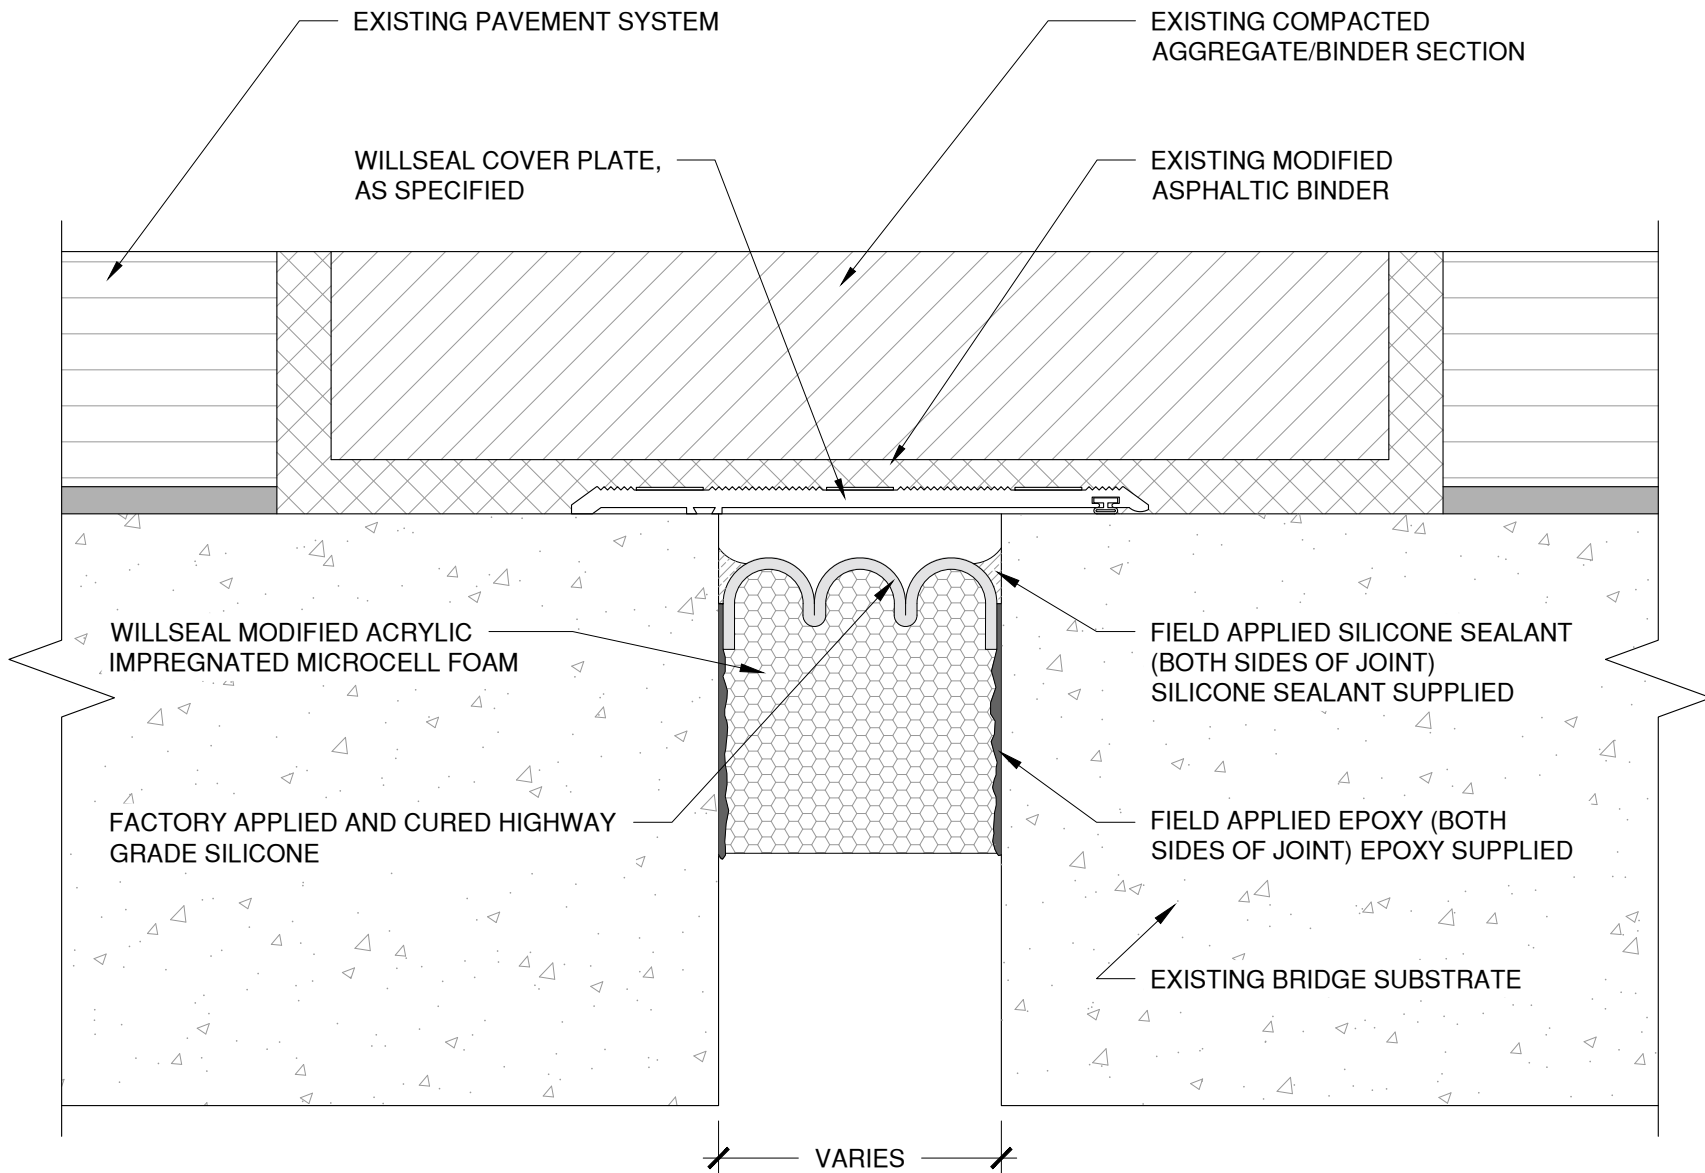 EXISTING PAVEMENT SYSTEM
EXISTING COMPACTED
AGGREGATE/BINDER SECTION
WILLSEAL COVER PLATE,
AS SPECIFIED
EXISTING MODIFIED
ASPHALTIC BINDER
WILLSEAL MODIFIED ACRYLIC
IMPREGNATED MICROCELL FOAM
FIELD APPLIED SILICONE SEALANT
(BOTH SIDES OF JOINT)
SILICONE SEALANT SUPPLIED
FACTORY APPLIED AND CURED HIGHWAY
GRADE SILICONE
FIELD APPLIED EPOXY (BOTH
SIDES OF JOINT) EPOXY SUPPLIED
EXISTING BRIDGE SUBSTRATE
VARIES